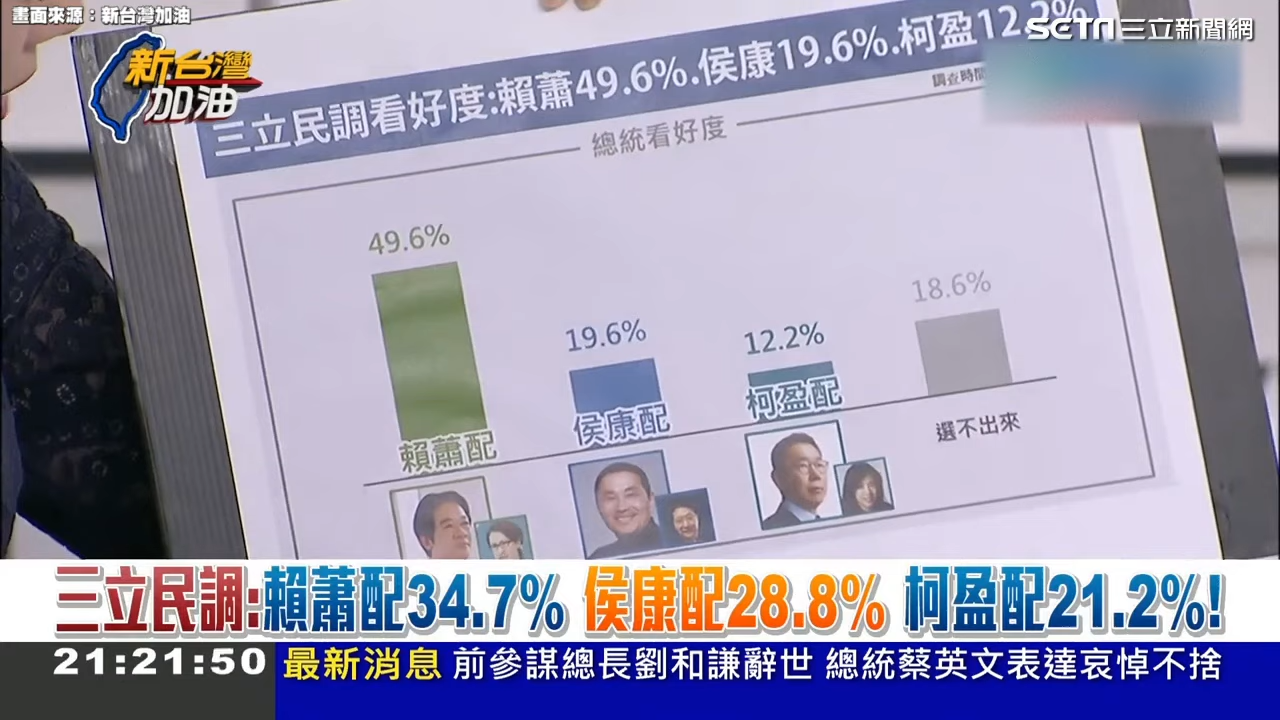 畫面來源：新台灣加油
SETN三立新聞網
新台灣
加油
三立民調看好度:賴蕭49.6%.侯康19.6%.柯盈12.2%
調查時間
總統看好度
49.6%
19.6%
12.2%
18.6%
賴蕭配
侯康配
柯盈配
選不出來
三立民調:賴蕭配34.7% 侯康配28.8% 柯盈配21.2%!
21:21:50 最新消息 前參謀總長劉和謙辭世 總統蔡英文表達哀悼不捨